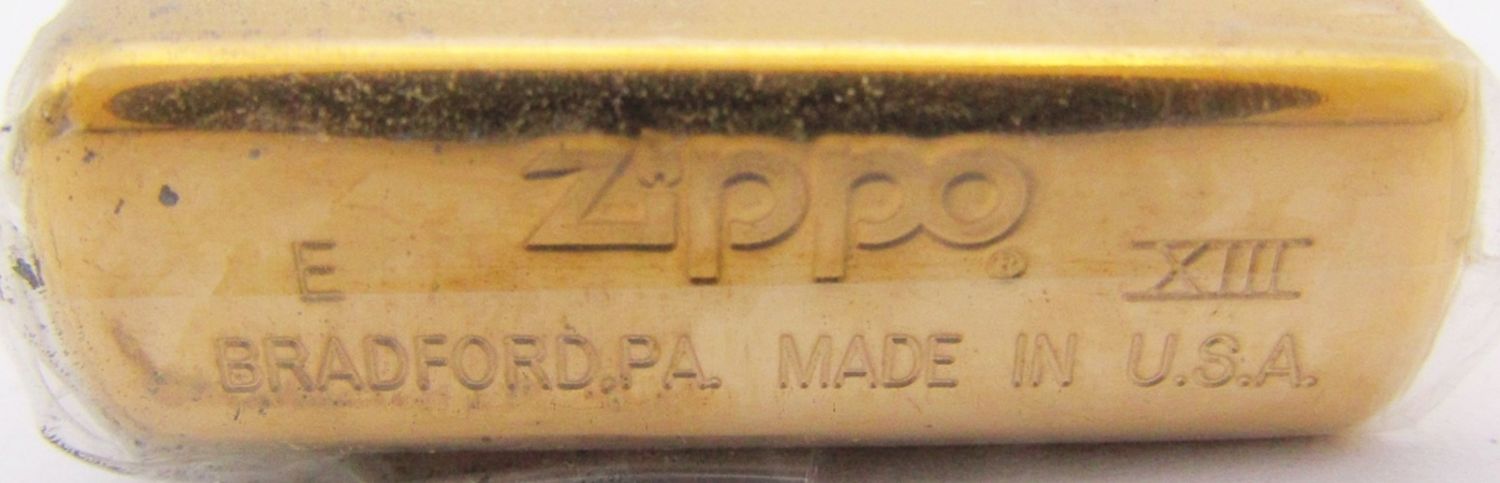 Zippo ®
E XIII
BRADFORD,PA. MADE IN U.S.A.